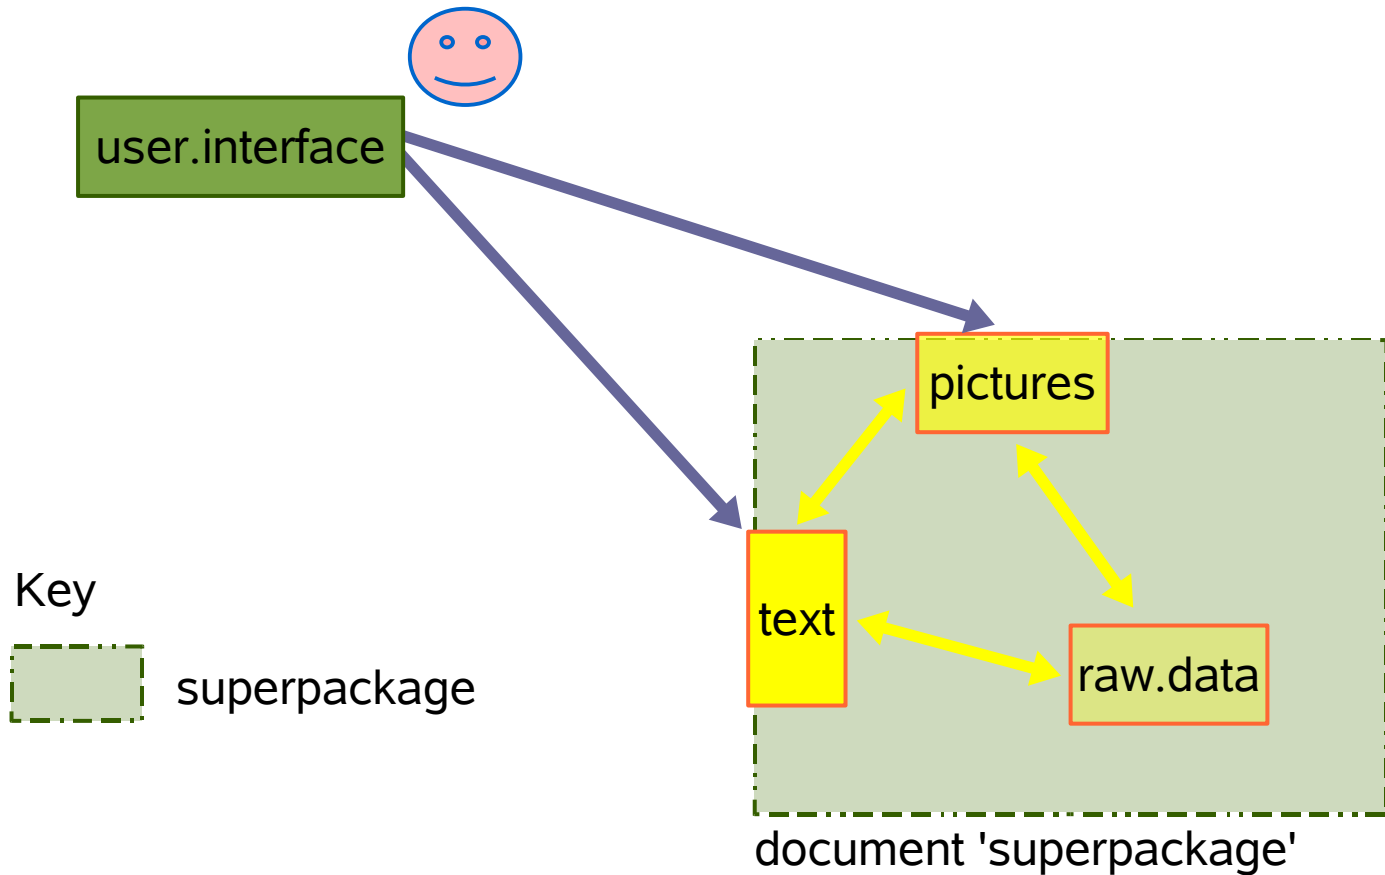 user.interface
pictures
Key
text
raw.data
superpackage
document 'superpackage'